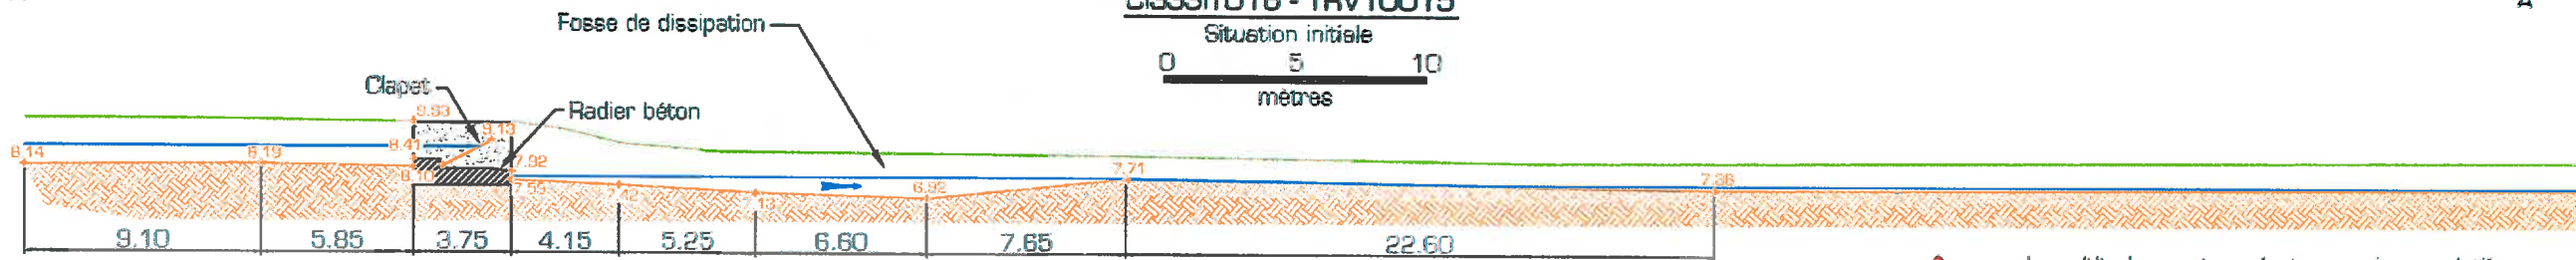 Fosse de dissipation
Situation initiale
0 5 10
mètres
Clapet
Radier béton
9.83
9.13
8.41
8.14
8.19
7.92
8.10
7.55
7.42
7.13
6.92
7.71
7.36
9.10 5.85 3.75 4.15 5.25 6.60 7.65 22.60